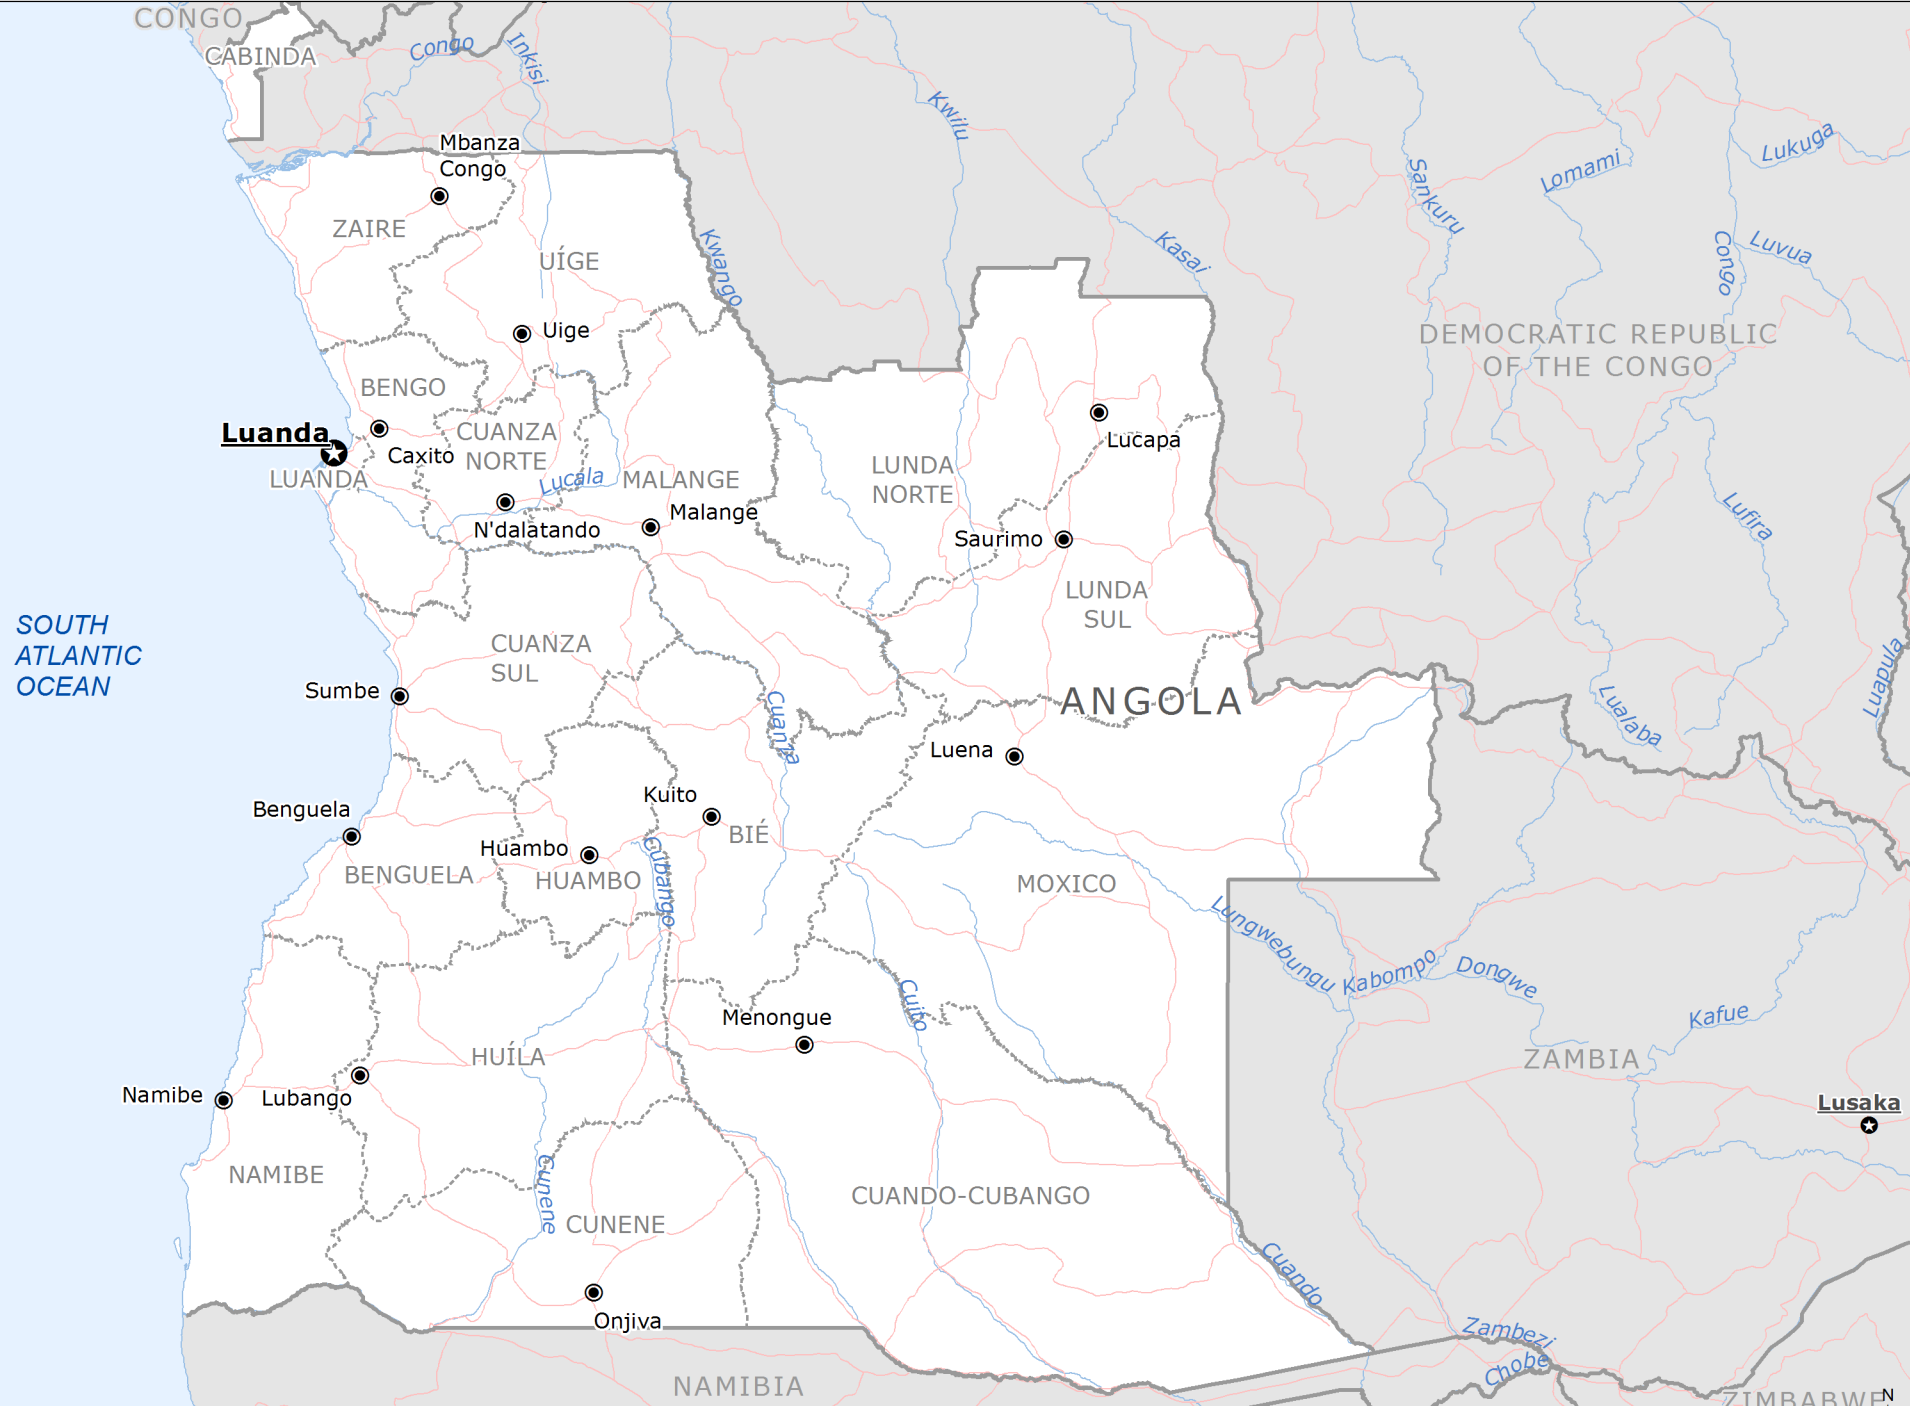 CONGO
CABINDA
Congo
Inkisi
Kwilu
Lukuga
Mbanza
Congo
Sankuru
Lomami
ZAIRE
UÍGE
Kwango
Kasai
Congo
Luvua
Uige
DEMOCRATIC REPUBLIC
OF THE CONGO
BENGO
Luanda
Caxito
CUANZA
NORTE
LUANDA
Lucala
MALANGE
LUNDA
NORTE
Lucapa
N'dalatando
Malange
Saurimo
Lufira
LUNDA
SUL
SOUTH
ATLANTIC
OCEAN
CUANZA
SUL
Sumbe
Cuanza
ANGOLA
Lualaba
Luapula
Luena
Benguela
Kuito
BIÉ
Huambo
BENGUELA
HUAMBO
Cubango
MOXICO
Lungwebungu
Kabompo
Dongwe
Kafue
Cuito
Menongue
HUÍLA
ZAMBIA
Namibe
Lubango
Lusaka
NAMIBE
Cunene
CUNENE
CUANDO-CUBANGO
Cuando
Onjiva
Zambezi
Chobe
NAMIBIA
ZIMBABWE
N